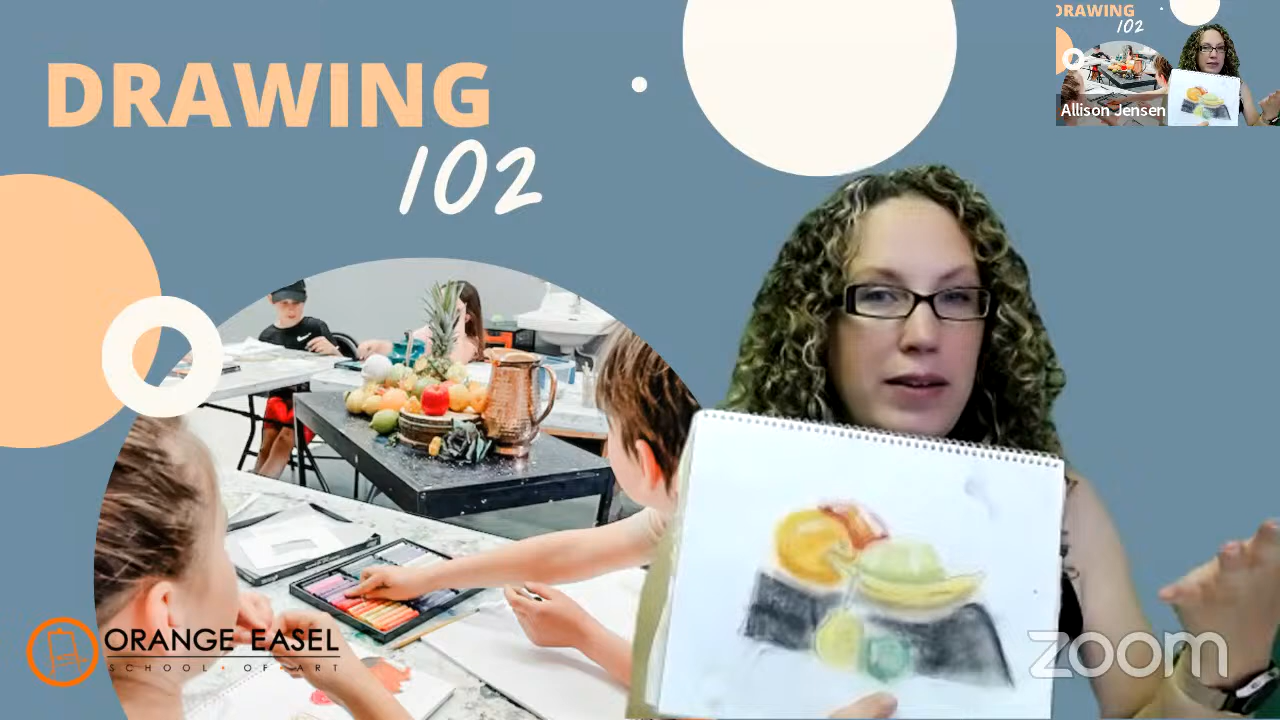 DRAWING
102
DRAWING
102
Allison Jensen
ORANGE EASEL
SCHOOL OF ART
zoom